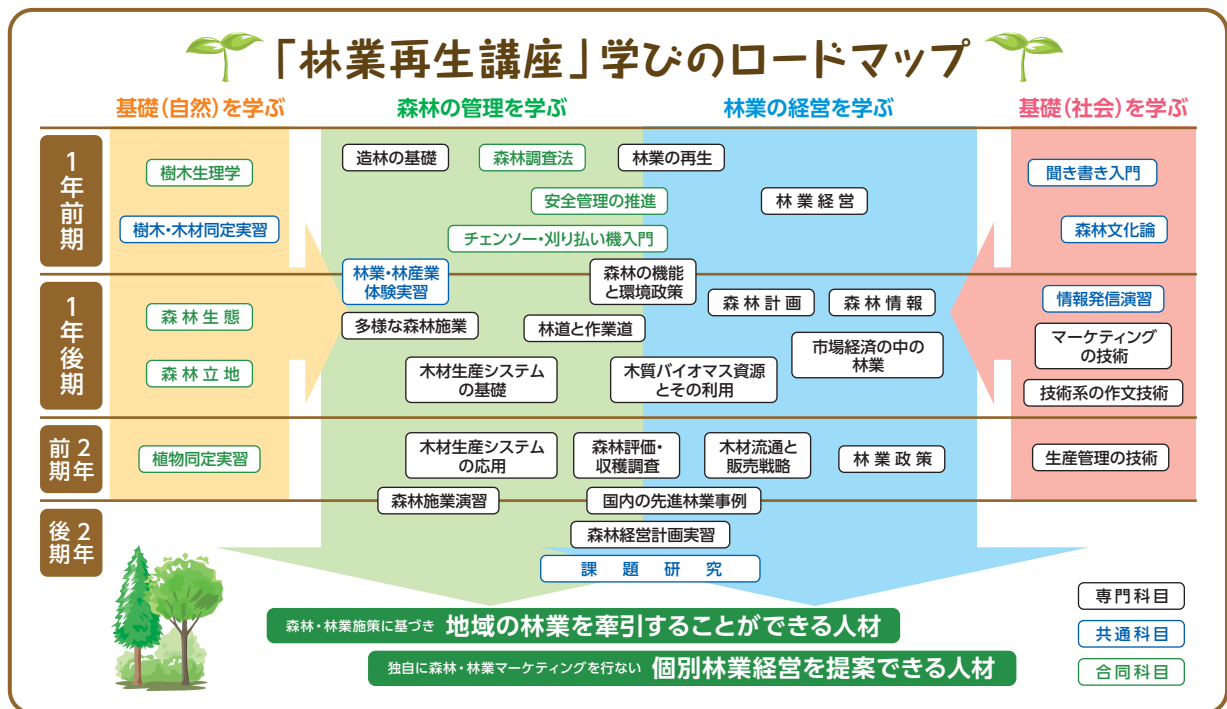 「林業再生講座」学びのロードマップ
基礎(自然)を学ぶ
森林の管理を学ぶ
林業の経営を学ぶ
基礎(社会)を学ぶ
1年前期
樹木生理学
樹木・木材同定実習
造林の基礎
森林調査法
林業の再生
安全管理の推進
林業経営
チェンソー・刈り払い機入門
聞き書き入門
森林文化論
林業・林産業
体験実習
森林の機能
と環境政策
1年後期
森林生態
森林立地
多様な森林施業
林道と作業道
森林計画
森林情報
市場経済の中の
林業
木材生産システム
の基礎
木質バイオマス資源
とその利用
情報発信演習
マーケティング
の技術
技術系の作文技術
2年前期
植物同定実習
木材生産システム
の応用
森林評価・
収穫調査
木材流通と
販売戦略
林業政策
生産管理の技術
森林施業演習
国内の先進林業事例
2年後期
森林経営計画実習
課題研究
森林・林業施策に基づき 地域の林業を牽引することができる人材
独自に森林・林業マーケティングを行ない 個別林業経営を提案できる人材
専門科目
共通科目
合同科目